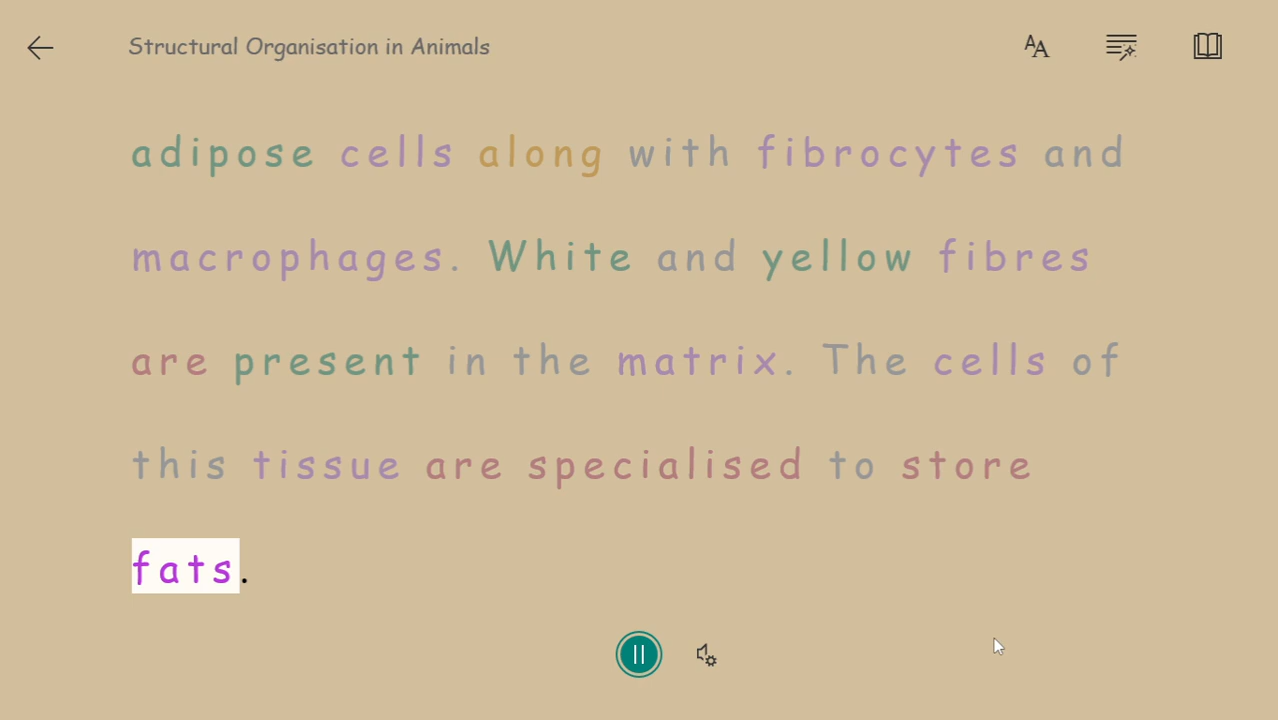 Structural Organisation in Animals
adipose cells along with fibrocytes and
macrophages. White and yellow fibres
are present in the matrix. The cells of
this tissue are specialised to store
fats.